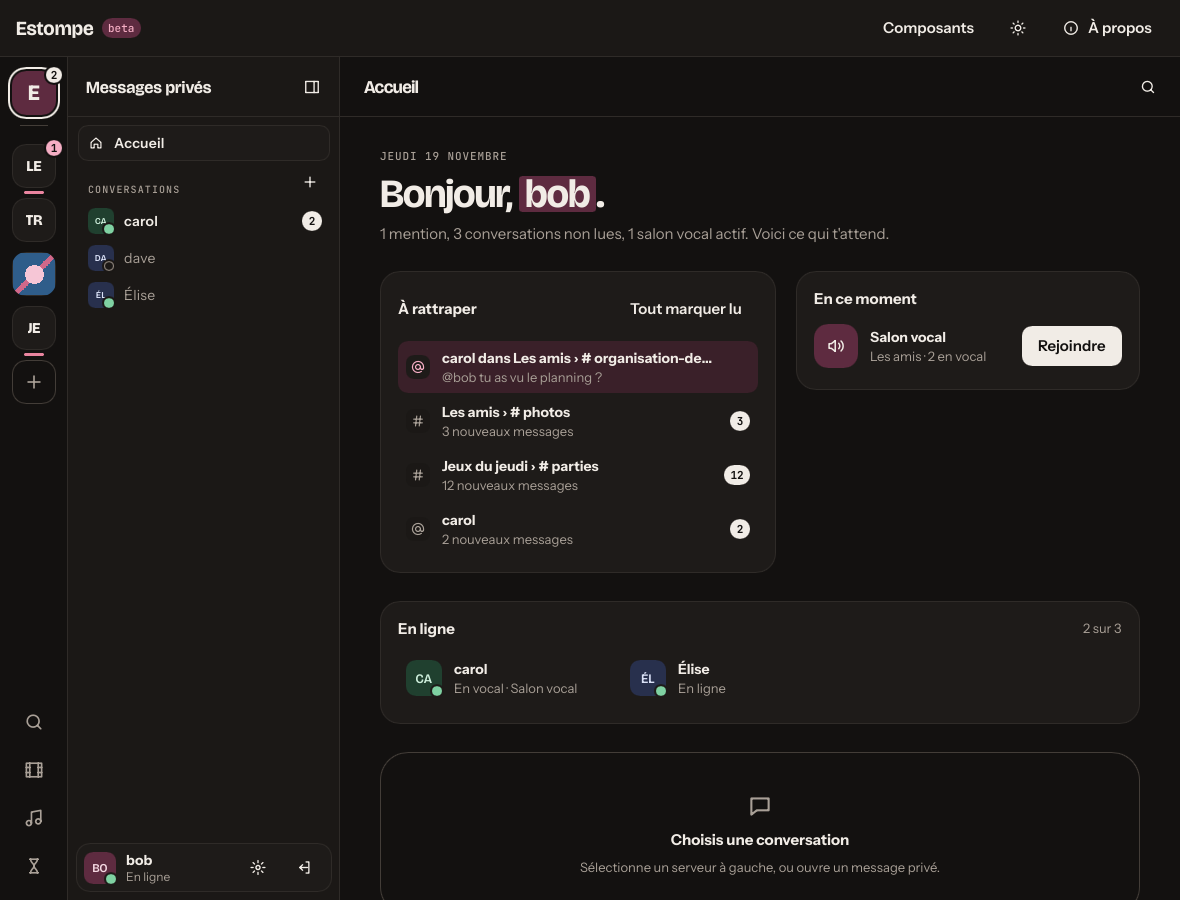 Estompe beta
Composants
À propos
E
2
LE
1
TR
JE
Messages privés
Accueil
CONVERSATIONS
CA carol 2
DA dave
ÉL Élise
BO bob
En ligne
Accueil
JEUDI 19 NOVEMBRE
Bonjour, bob.
1 mention, 3 conversations non lues, 1 salon vocal actif. Voici ce qui t'attend.
À rattraper
Tout marquer lu
carol dans Les amis › # organisation-de...
@bob tu as vu le planning ?
Les amis › # photos
3 nouveaux messages
3
Jeux du jeudi › # parties
12 nouveaux messages
12
carol
2 nouveaux messages
2
En ce moment
Salon vocal
Les amis · 2 en vocal
Rejoindre
En ligne
2 sur 3
CA carol
En vocal · Salon vocal
ÉL Élise
En ligne
Choisis une conversation
Sélectionne un serveur à gauche, ou ouvre un message privé.